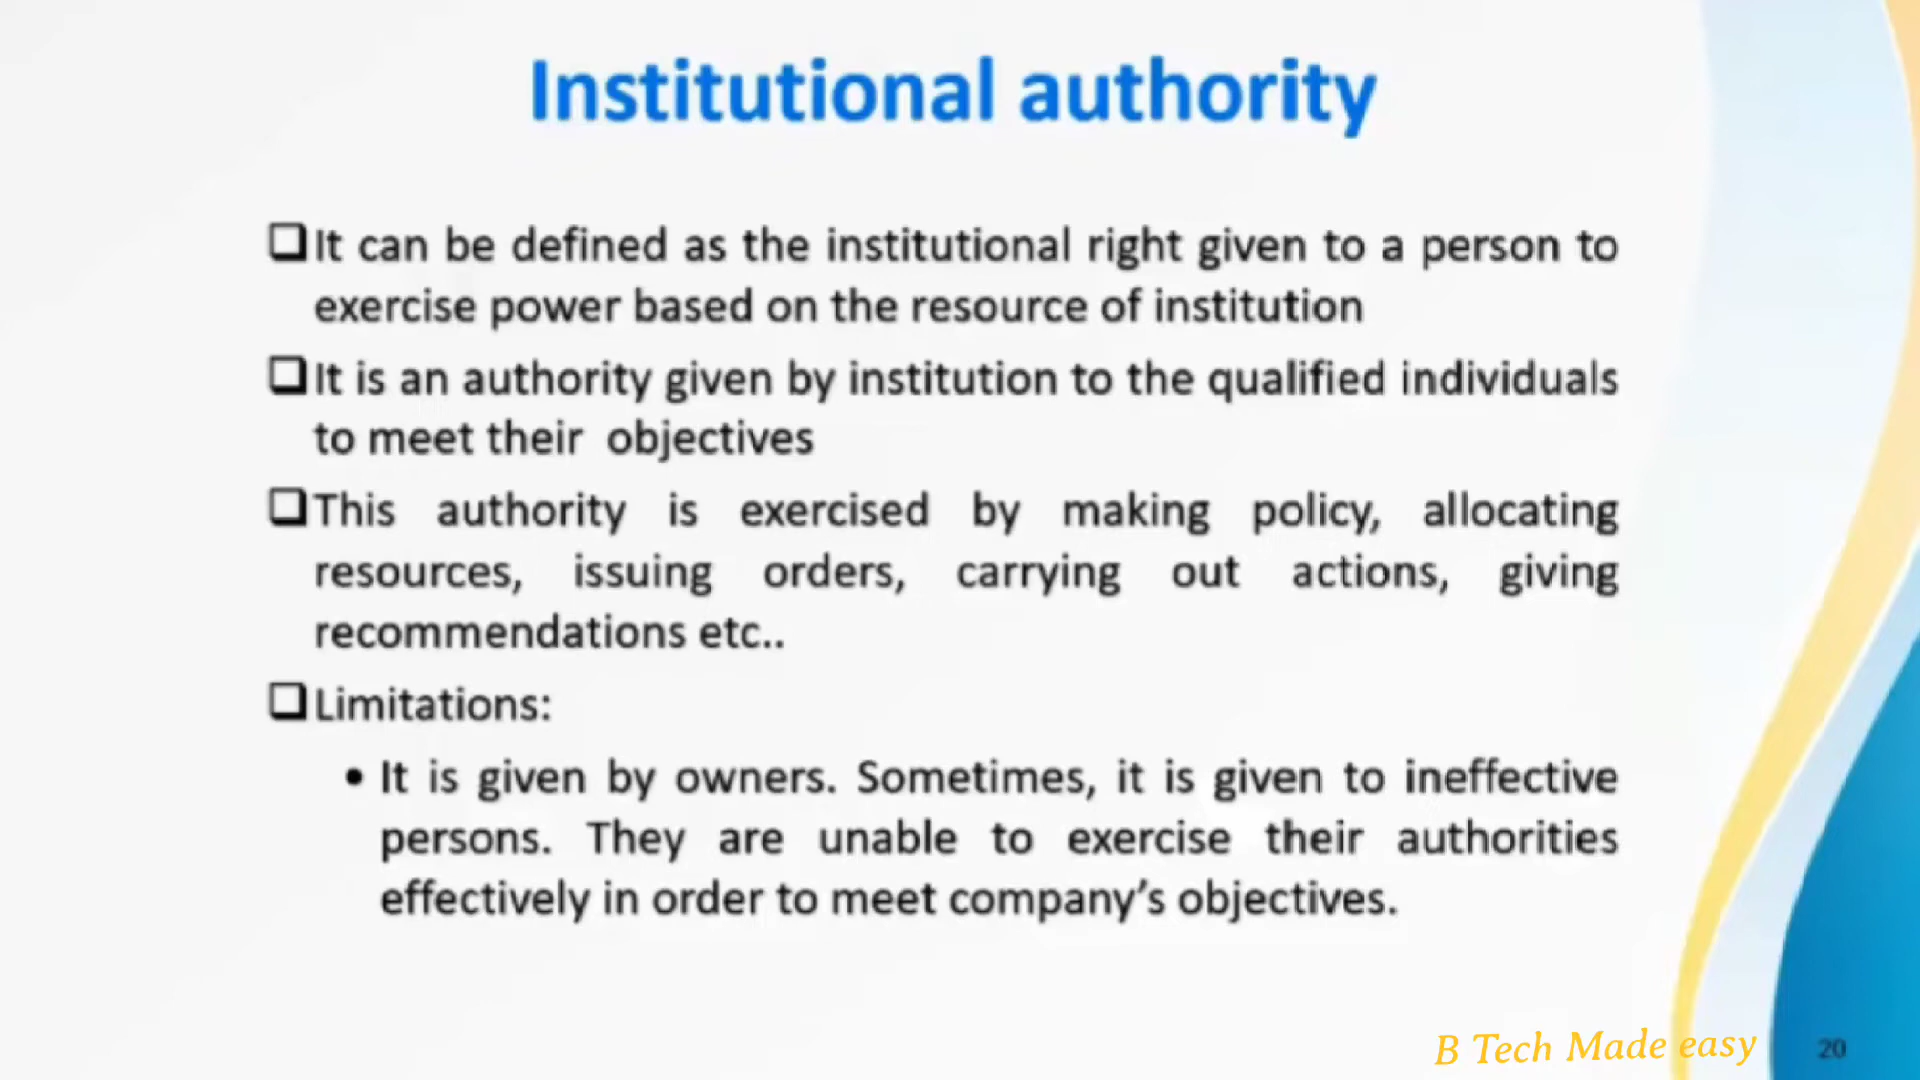 Institutional authority
❑It can be defined as the institutional right given to a person to
exercise power based on the resource of institution
❑It is an authority given by institution to the qualified individuals
to meet their objectives
❑This authority is exercised by making policy, allocating
resources, issuing orders, carrying out actions, giving
recommendations etc..
❑Limitations:
• It is given by owners. Sometimes, it is given to ineffective
persons. They are unable to exercise their authorities
effectively in order to meet company’s objectives.
B Tech Made easy
20